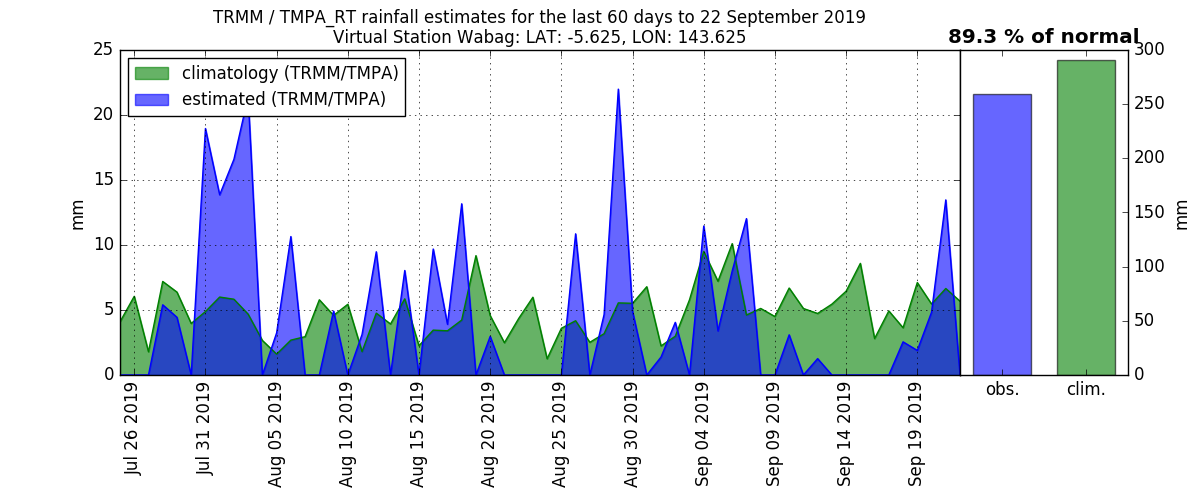 TRMM / TMPA_RT rainfall estimates for the last 60 days to 22 September 2019
Virtual Station Wabag: LAT: -5.625, LON: 143.625
89.3 % of normal
climatology (TRMM/TMPA)
estimated (TRMM/TMPA)
25
20
15
10
5
0
mm
Jul 26 2019
Jul 31 2019
Aug 05 2019
Aug 10 2019
Aug 15 2019
Aug 20 2019
Aug 25 2019
Aug 30 2019
Sep 04 2019
Sep 09 2019
Sep 14 2019
Sep 19 2019
300
250
200
150
100
50
0
mm
obs.
clim.